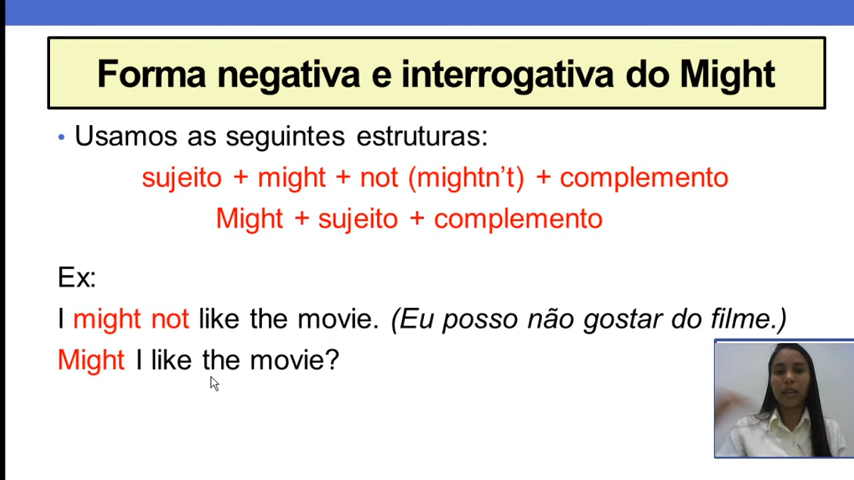 Forma negativa e interrogativa do Might
• Usamos as seguintes estruturas:
sujeito + might + not (mightn't) + complemento
Might + sujeito + complemento
Ex:
I might not like the movie. (Eu posso não gostar do filme.)
Might I like the movie?